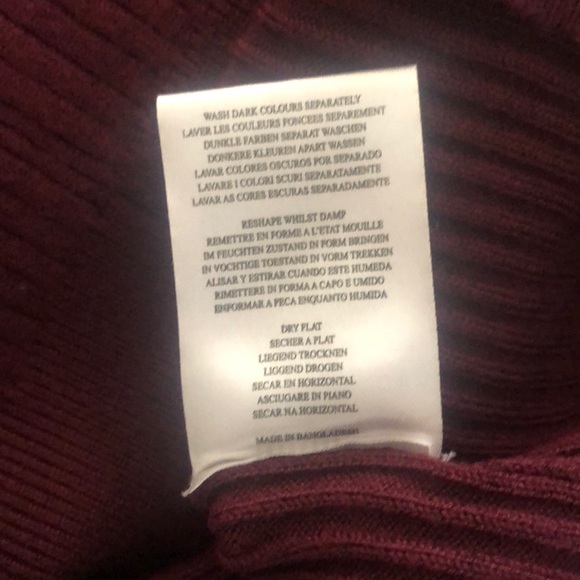 WASH DARK COLOURS SEPARATELY
LAVER LES COULEURS FONCEES SEPAREMENT
DUNKLE FARBEN SEPARAT WASCHEN
DONKERE KLEUREN APART WASSEN
LAVAR COLORES OSCUROS POR SEPARADO
LAVARE I COLORI SCURI SEPARATAMENTE
LAVAR AS CORES ESCURAS SEPARADAMENTE
RESHAPE WHILST DAMP
REMETTRE EN FORME A L'ETAT MOUILLE
IM FEUCHTEN ZUSTAND IN FORM BRINGEN
IN VOCHTIGE TOESTAND IN VORM TREKKEN
ALISAR Y ESTIRAR CUANDO ESTE HUMEDA
RIMETTERE IN FORMA A CAPO E UMIDO
ENFORMAR A PECA ENQUANTO HUMIDA
DRY FLAT
SECHER A PLAT
LIEGEND TROCKNEN
LIGGEND DROGEN
SECAR EN HORIZONTAL
ASCIUGARE IN PIANO
SECAR NA HORIZONTAL
MADE IN BANGLADESH